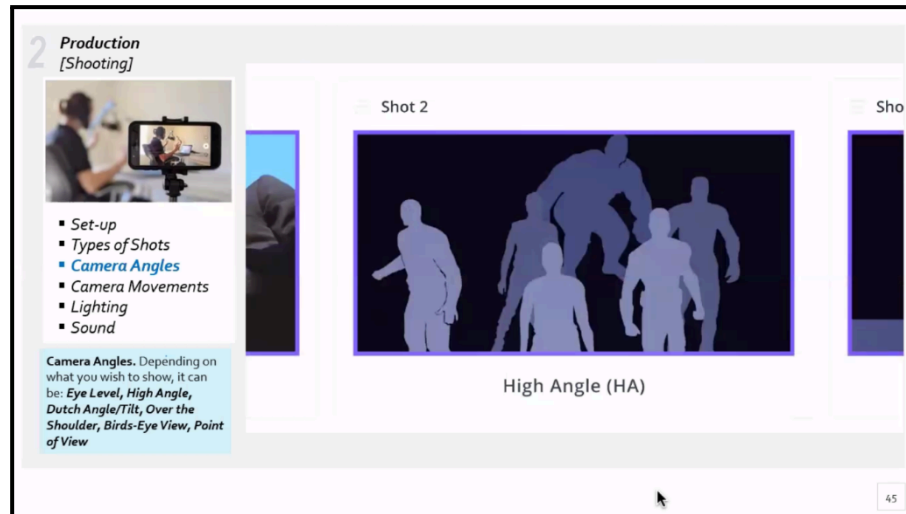 2
Production
[Shooting]
▪ Set-up
▪ Types of Shots
▪ Camera Angles
▪ Camera Movements
▪ Lighting
▪ Sound
Camera Angles. Depending on
what you wish to show, it can
be: Eye Level, High Angle,
Dutch Angle/Tilt, Over the
Shoulder, Birds-Eye View, Point
of View
Shot 2
High Angle (HA)
Sho
45